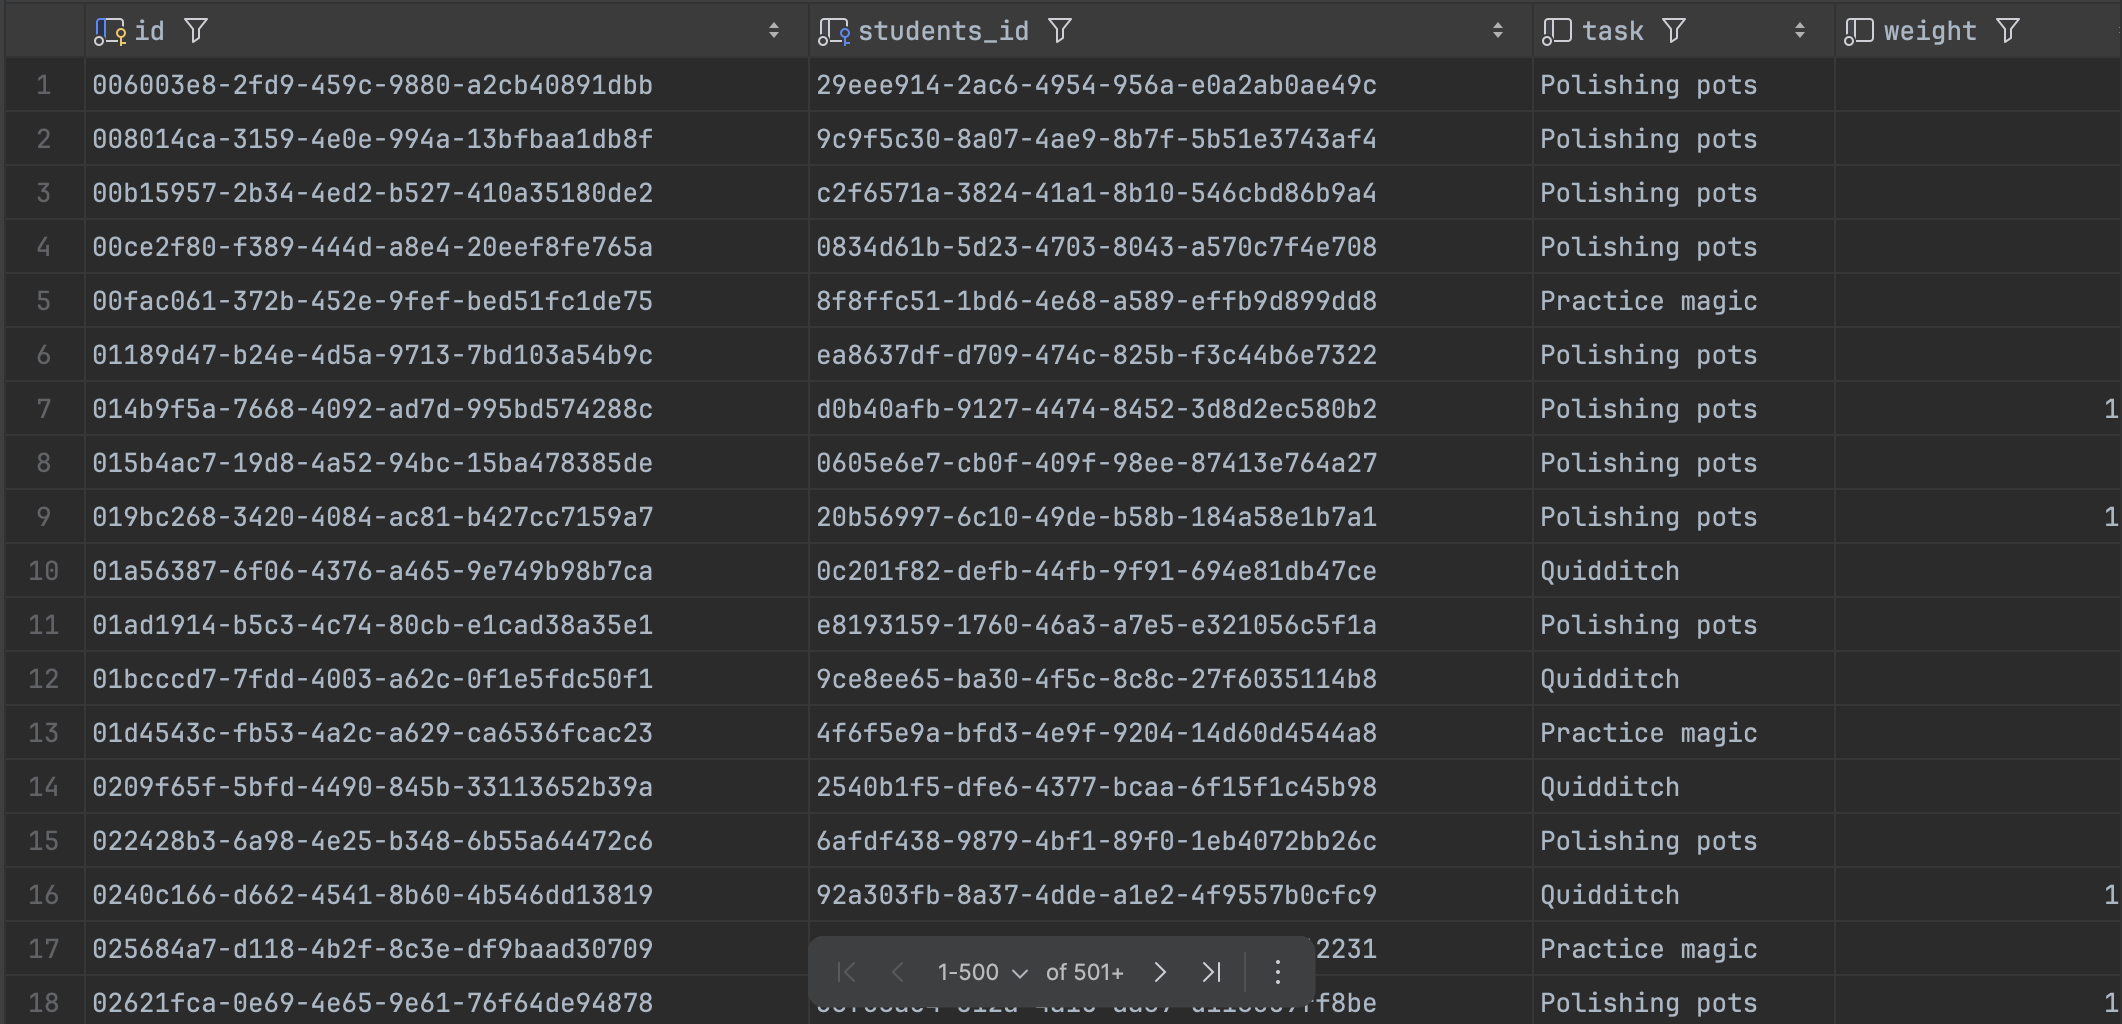 id students_id task weight
1 006003e8-2fd9-459c-9880-a2cb40891dbb 29eee914-2ac6-4954-956a-e0a2ab0ae49c Polishing pots
2 008014ca-3159-4e0e-994a-13bfbaa1db8f 9c9f5c30-8a07-4ae9-8b7f-5b51e3743af4 Polishing pots
3 00b15957-2b34-4ed2-b527-410a35180de2 c2f6571a-3824-41a1-8b10-546cbd86b9a4 Polishing pots
4 00ce2f80-f389-444d-a8e4-20eef8fe765a 0834d61b-5d23-4703-8043-a570c7f4e708 Polishing pots
5 00fac061-372b-452e-9fef-bed51fc1de75 8f8ffc51-1bd6-4e68-a589-effb9d899dd8 Practice magic
6 01189d47-b24e-4d5a-9713-7bd103a54b9c ea8637df-d709-474c-825b-f3c44b6e7322 Polishing pots
7 014b9f5a-7668-4092-ad7d-995bd574288c d0b40afb-9127-4474-8452-3d8d2ec580b2 Polishing pots 1
8 015b4ac7-19d8-4a52-94bc-15ba478385de 0605e6e7-cb0f-409f-98ee-87413e764a27 Polishing pots
9 019bc268-3420-4084-ac81-b427cc7159a7 20b56997-6c10-49de-b58b-184a58e1b7a1 Polishing pots 1
10 01a56387-6f06-4376-a465-9e749b98b7ca 0c201f82-defb-44fb-9f91-694e81db47ce Quidditch
11 01ad1914-b5c3-4c74-80cb-e1cad38a35e1 e8193159-1760-46a3-a7e5-e321056c5f1a Polishing pots
12 01bcccd7-7fdd-4003-a62c-0f1e5fdc50f1 9ce8ee65-ba30-4f5c-8c8c-27f6035114b8 Quidditch
13 01d4543c-fb53-4a2c-a629-ca6536fcac23 4f6f5e9a-bfd3-4e9f-9204-14d60d4544a8 Practice magic
14 0209f65f-5bfd-4490-845b-33113652b39a 2540b1f5-dfe6-4377-bcaa-6f15f1c45b98 Quidditch
15 022428b3-6a98-4e25-b348-6b55a64472c6 6afdf438-9879-4bf1-89f0-1eb4072bb26c Polishing pots
16 0240c166-d662-4541-8b60-4b546dd13819 92a303fb-8a37-4dde-a1e2-4f9557b0cfc9 Quidditch 1
17 025684a7-d118-4b2f-8c3e-df9baad30709 2231 Practice magic
1-500 of 501+
18 02621fca-0e69-4e65-9e61-76f64de94878 f8be Polishing pots 1